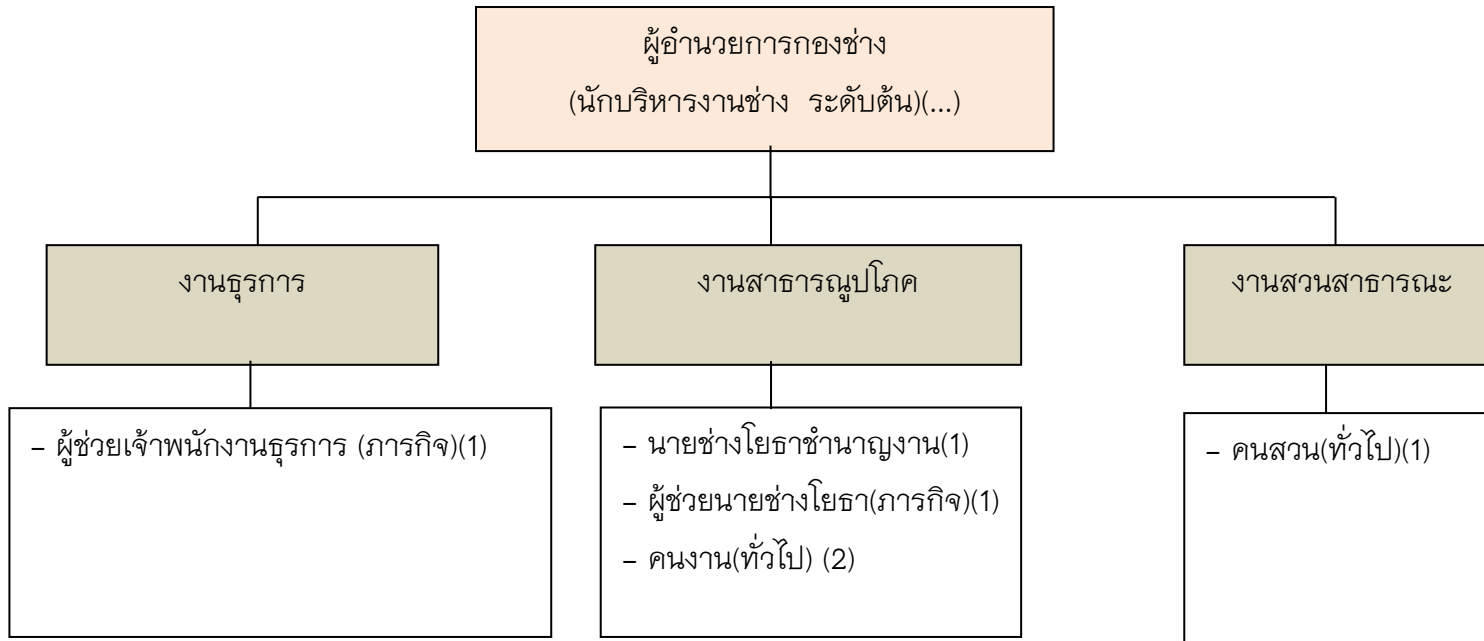 ผู้อำนวยการกองช่าง
(นักบริหารงานช่าง ระดับต้น)(...)
งานธุรการ
งานสาธารณูปโภค
งานสวนสาธารณะ
- ผู้ช่วยเจ้าพนักงานธุรการ (ภารกิจ)(1)
- นายช่างโยธาชำนาญงาน(1)
- ผู้ช่วยนายช่างโยธา(ภารกิจ)(1)
- คนงาน(ทั่วไป) (2)
- คนสวน(ทั่วไป)(1)